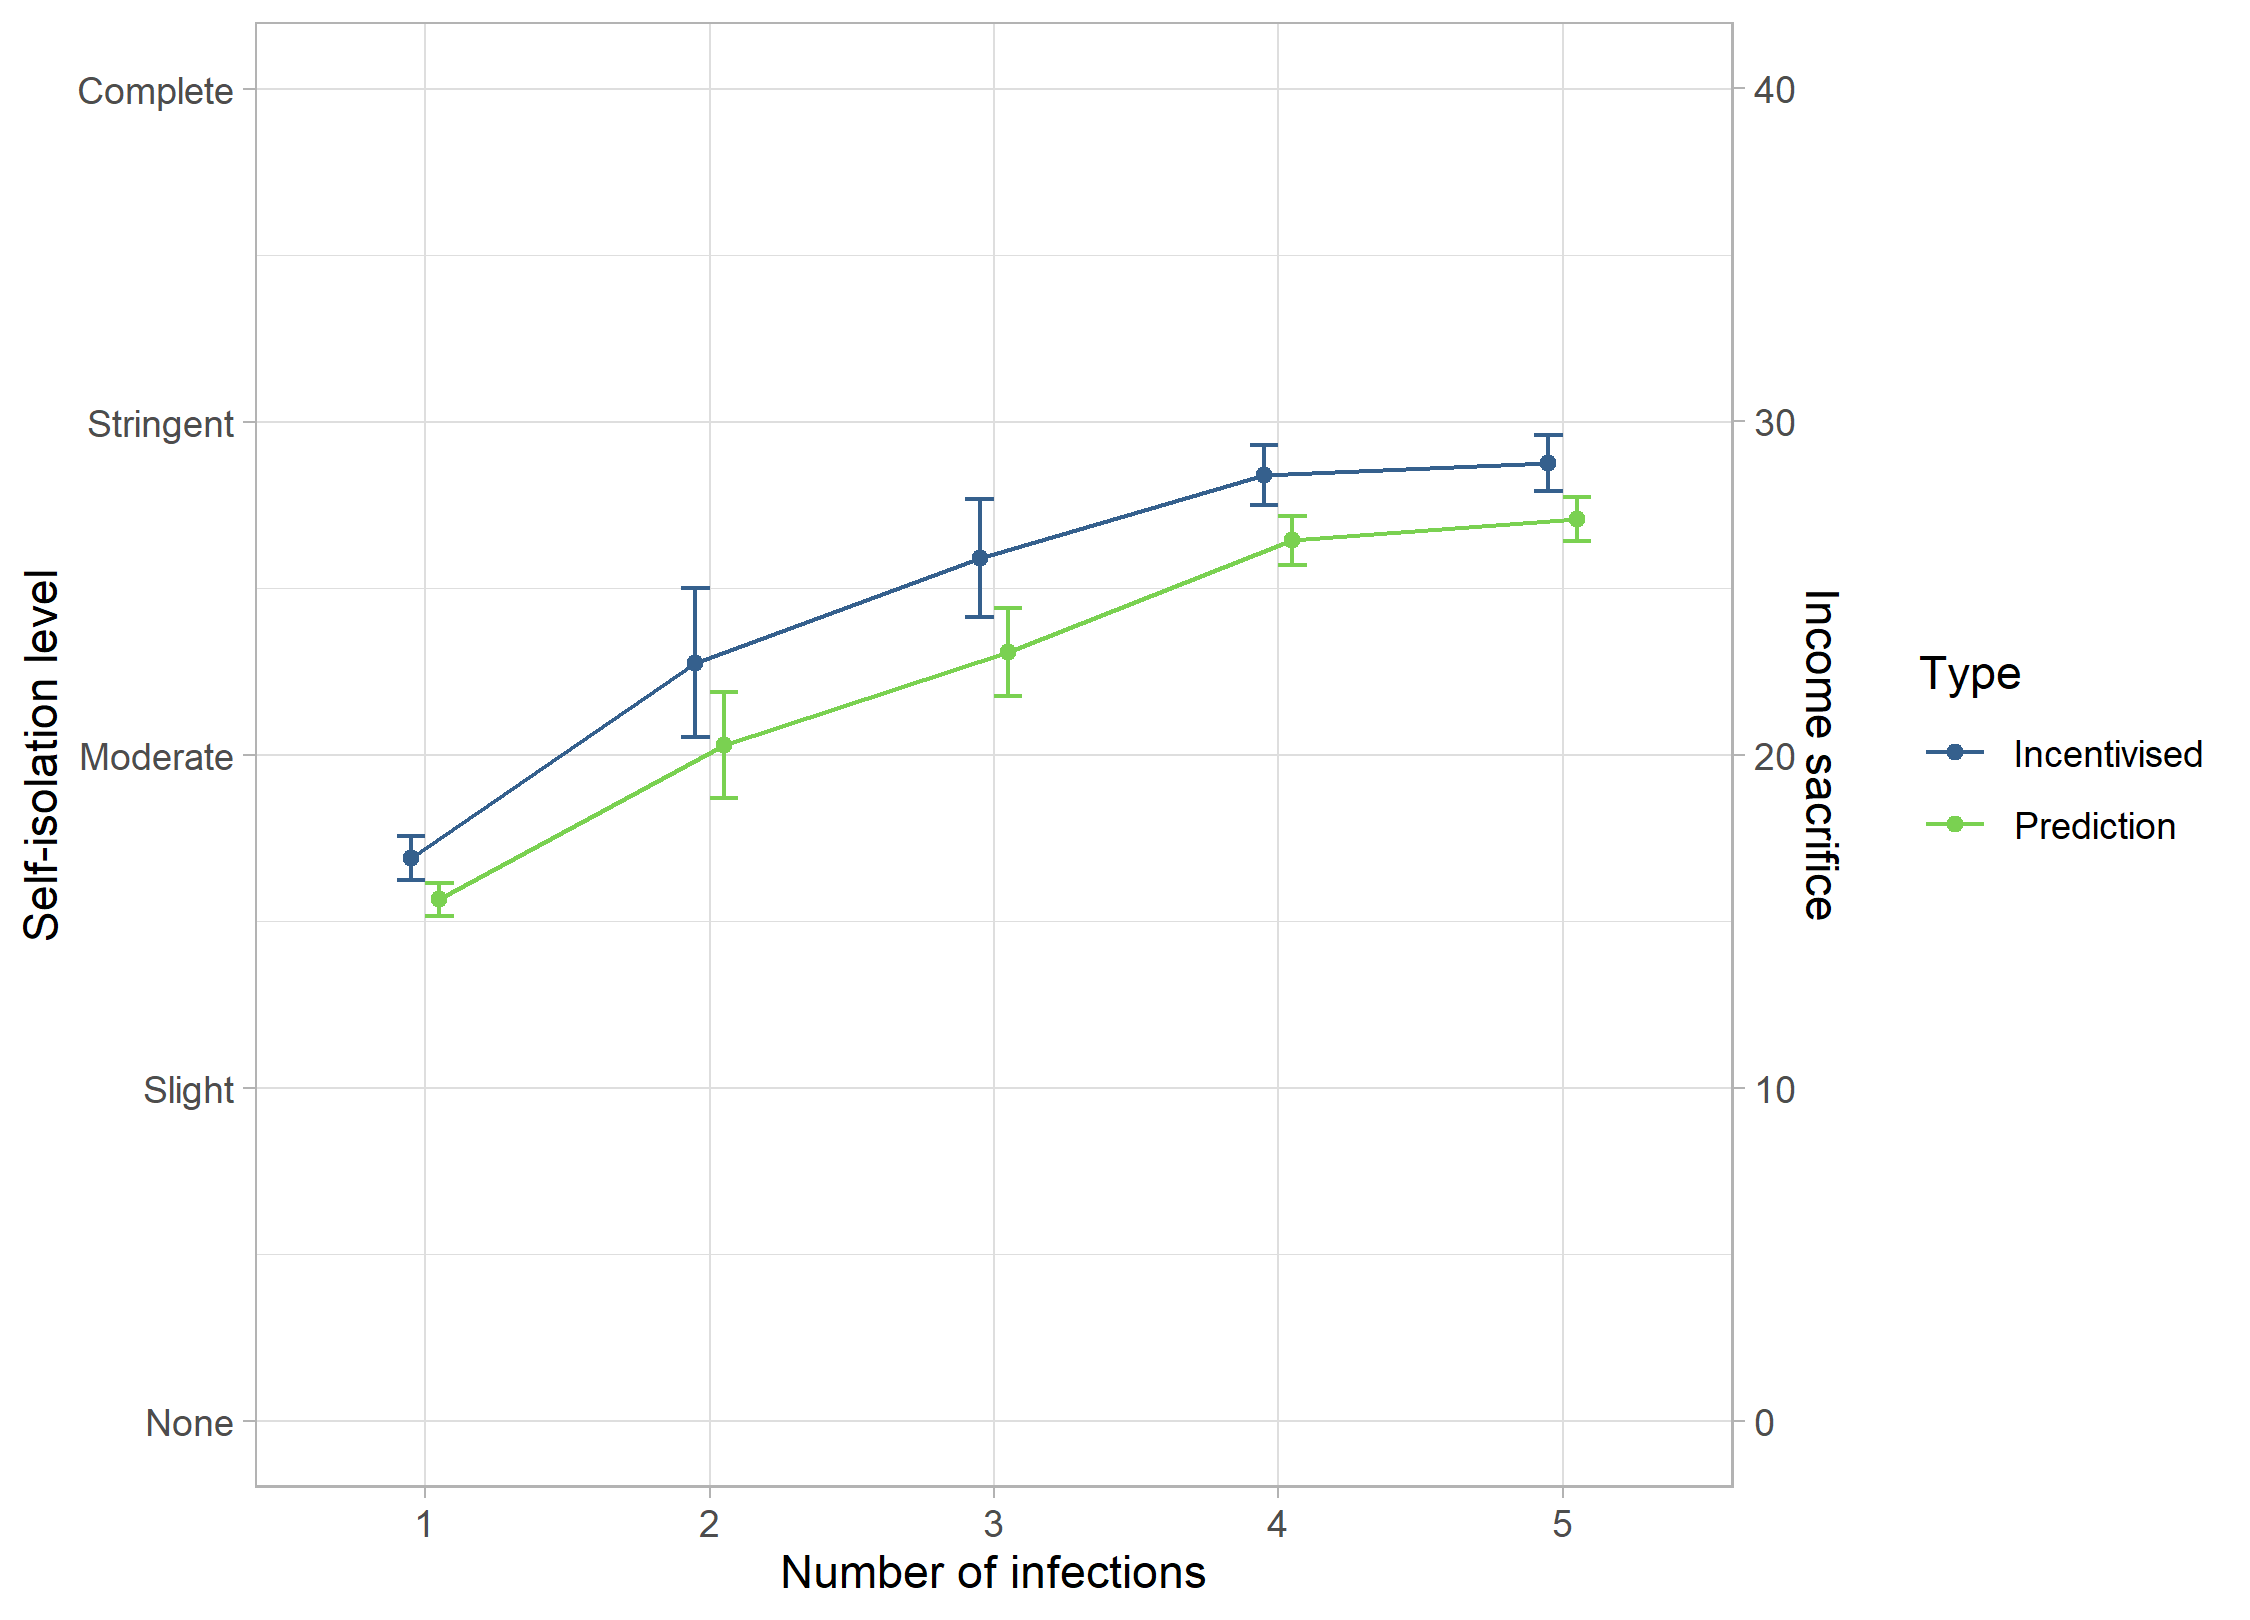 Complete
Stringent
Moderate
Slight
None
Self-isolation level
40
30
20
10
0
Income sacrifice
1 2 3 4 5
Number of infections
Type
Incentivised
Prediction